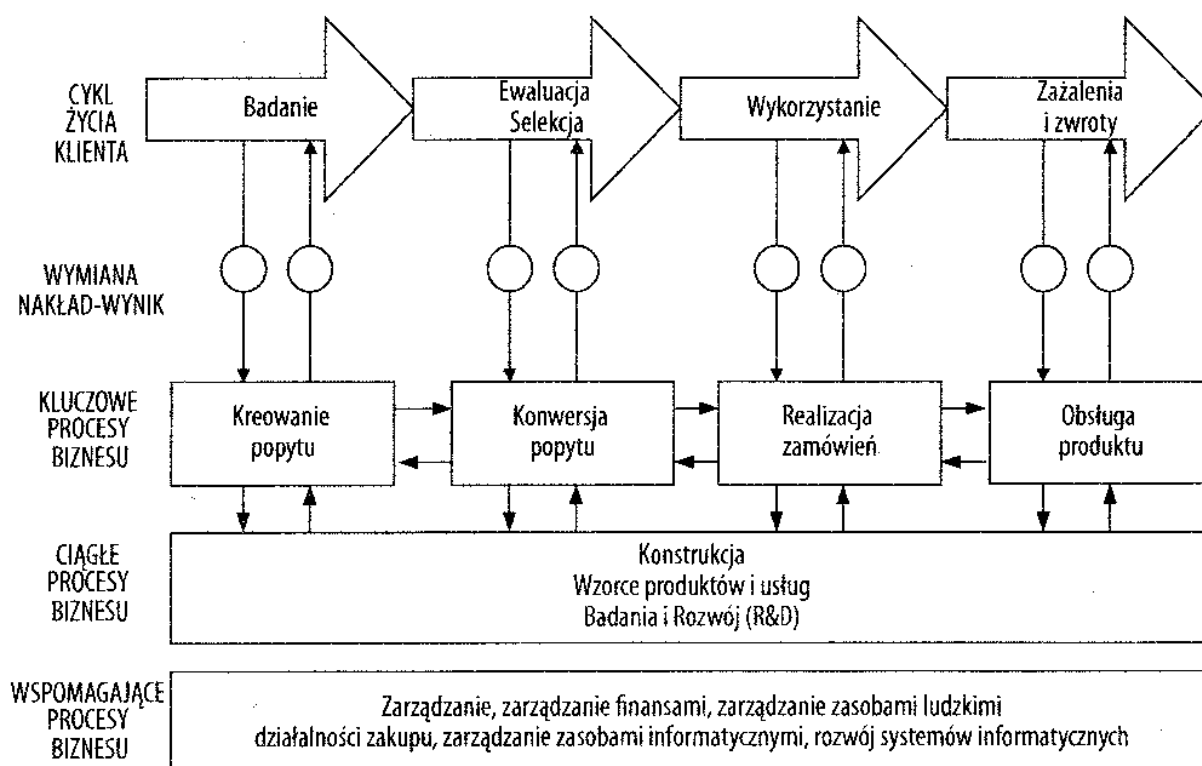 CYKL
ŻYCIA
KLIENTA
Badanie
Ewaluacja
Selekcja
Wykorzystanie
Zażalenia
i zwroty
WYMIANA
NAKŁAD-WYNIK
KLUCZOWE
PROCESY
BIZNESU
Kreowanie
popytu
Konwersja
popytu
Realizacja
zamówień
Obsługa
produktu
CIĄGŁE
PROCESY
BIZNESU
Konstrukcja
Wzorce produktów i usług
Badania i Rozwój (R&D)
WSPOMAGAJĄCE
PROCESY
BIZNESU
Zarządzanie, zarządzanie finansami, zarządzanie zasobami ludzkimi
działalności zakupu, zarządzanie zasobami informatycznymi, rozwój systemów informatycznych